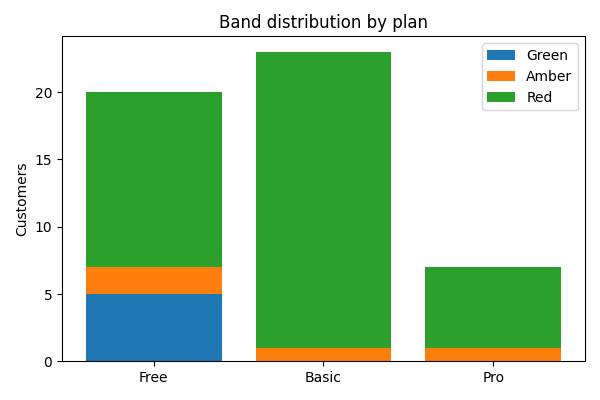 Band distribution by plan
Green
Amber
Red
Customers
20
15
10
5
0
Free
Basic
Pro